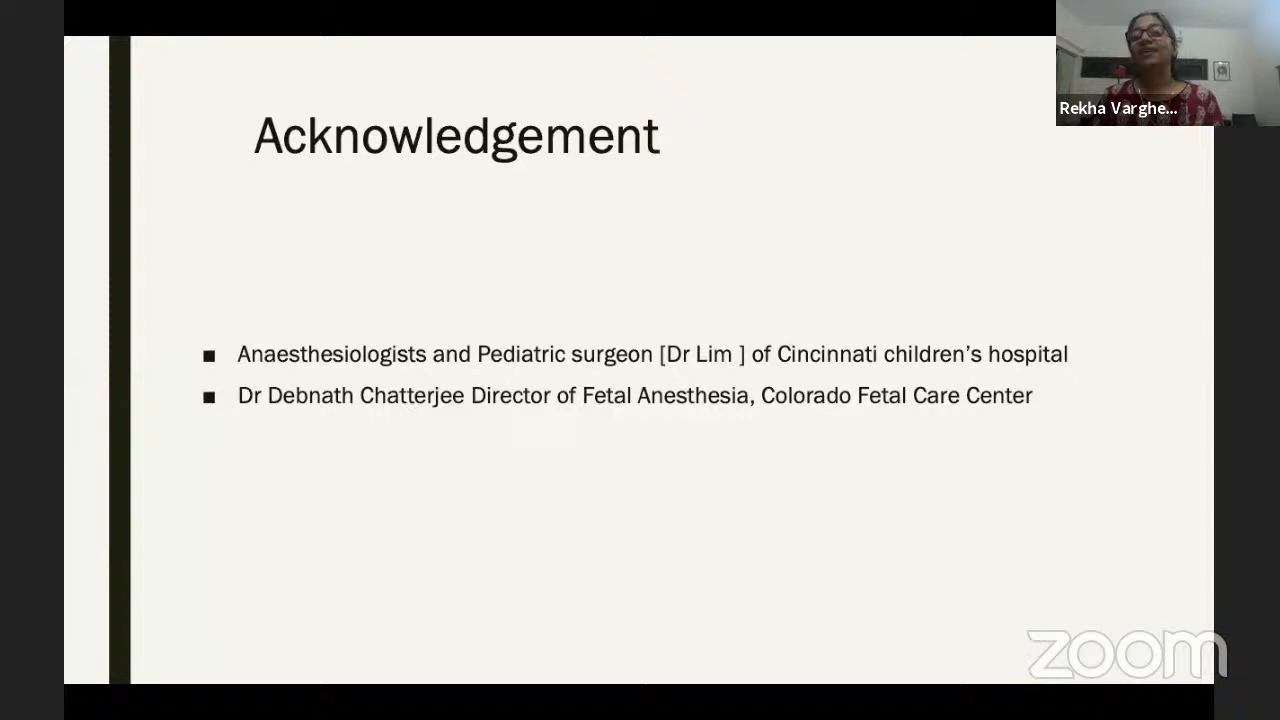 Acknowledgement
Rekha Varghe...
■ Anaesthesiologists and Pediatric surgeon [Dr Lim ] of Cincinnati children's hospital
■ Dr Debnath Chatterjee Director of Fetal Anesthesia, Colorado Fetal Care Center
zoom